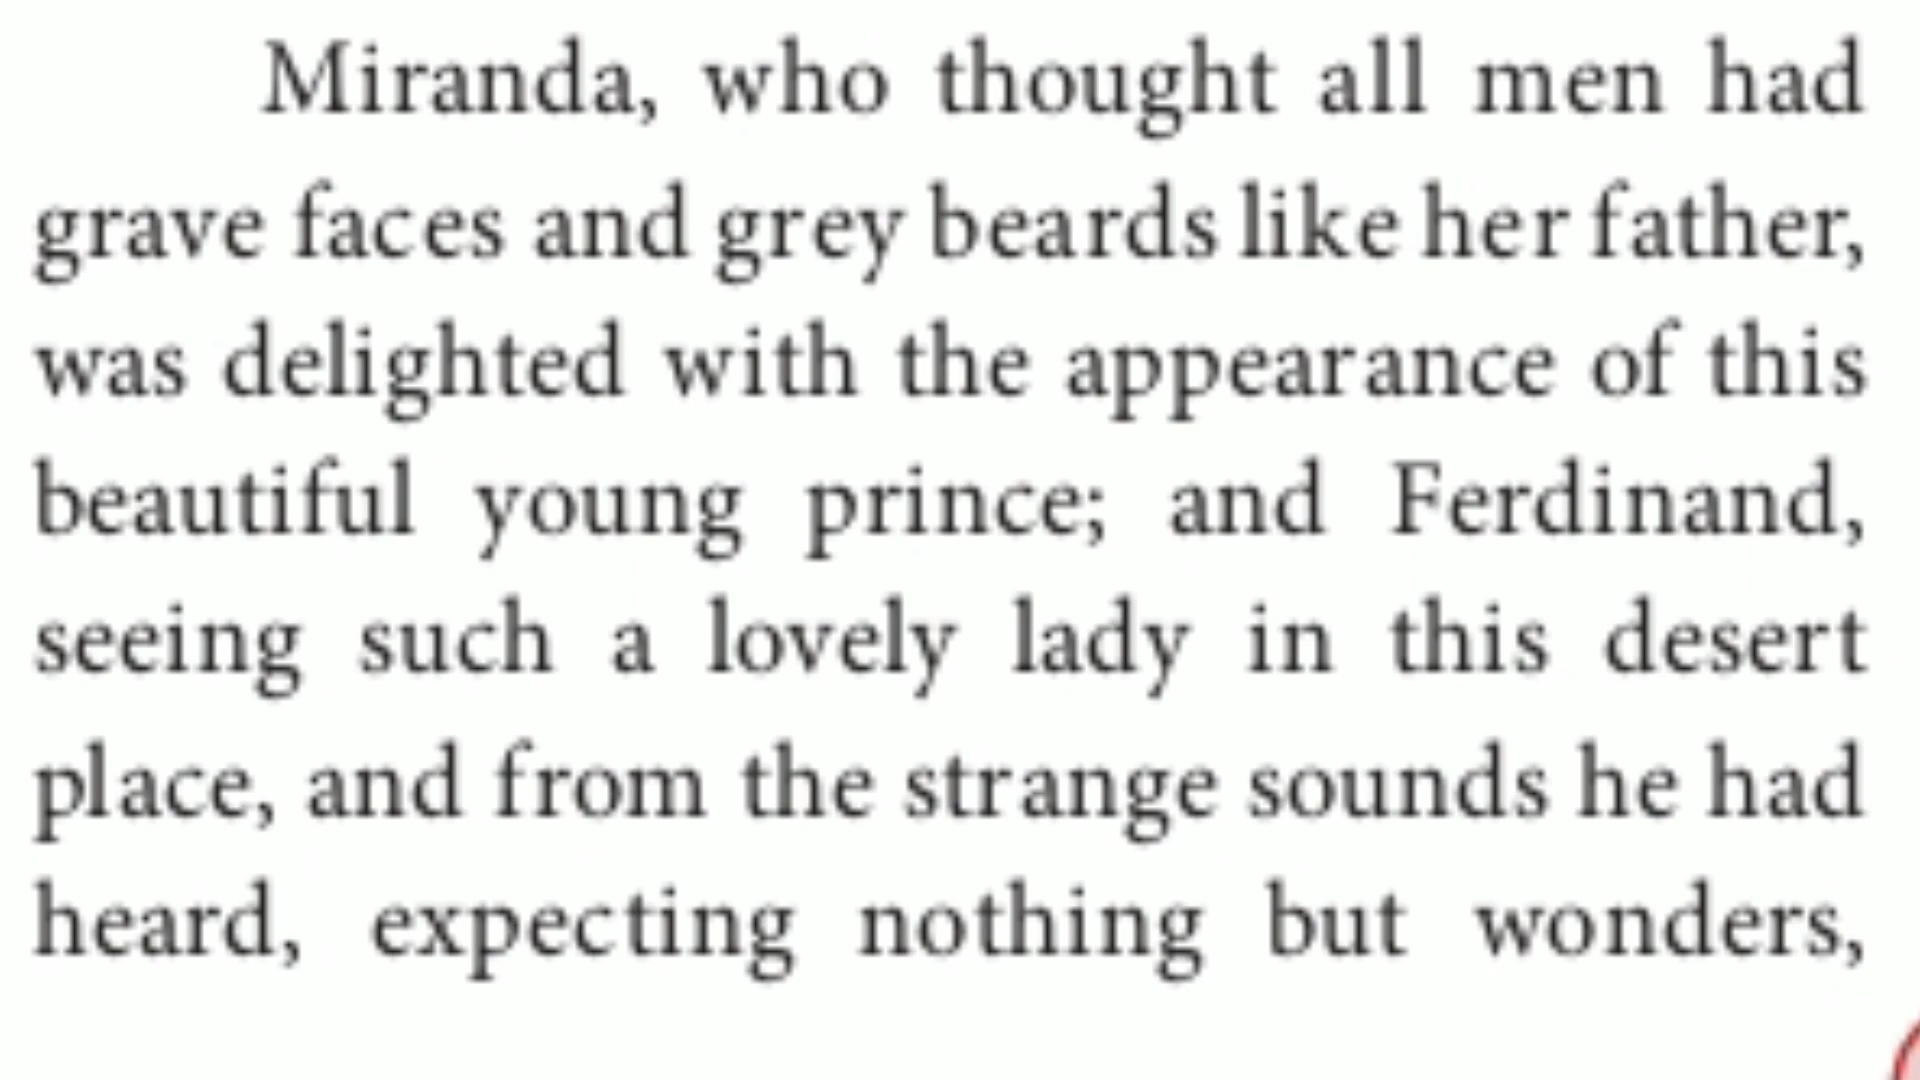 Miranda, who thought all men had
grave faces and grey beards like her father,
was delighted with the appearance of this
beautiful young prince; and Ferdinand,
seeing such a lovely lady in this desert
place, and from the strange sounds he had
heard, expecting nothing but wonders,